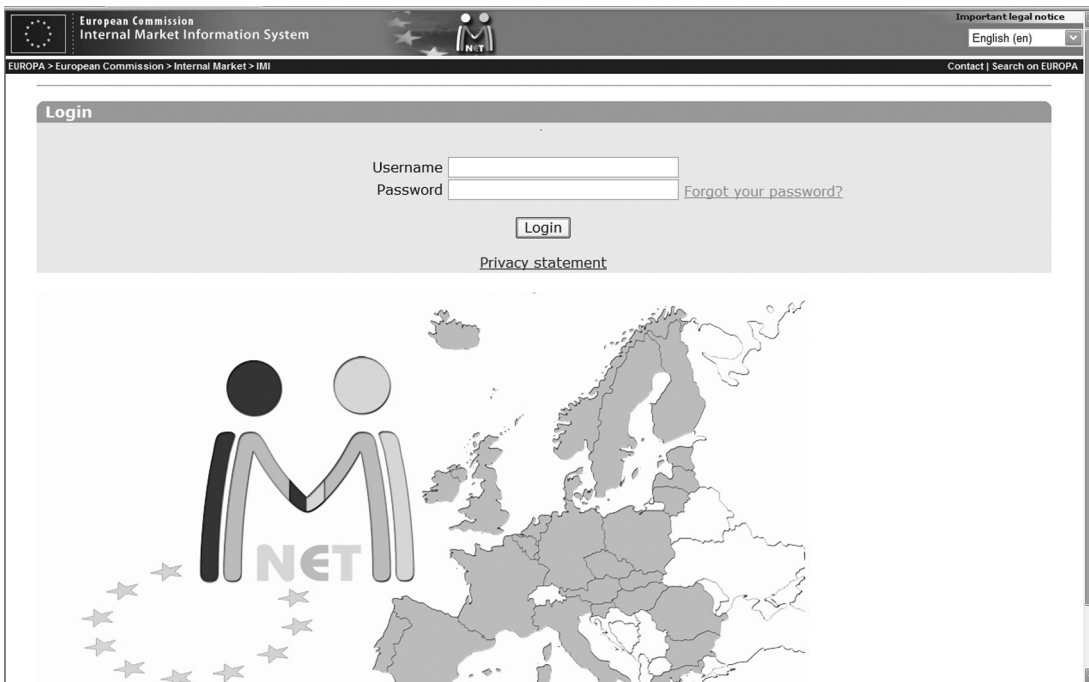 European Commission
Internal Market Information System
NET
Important legal notice
English (en)
EUROPA > European Commission > Internal Market > IMI
Contact | Search on EUROPA
Login
Username
Password
Forgot your password?
Login
Privacy statement
NET